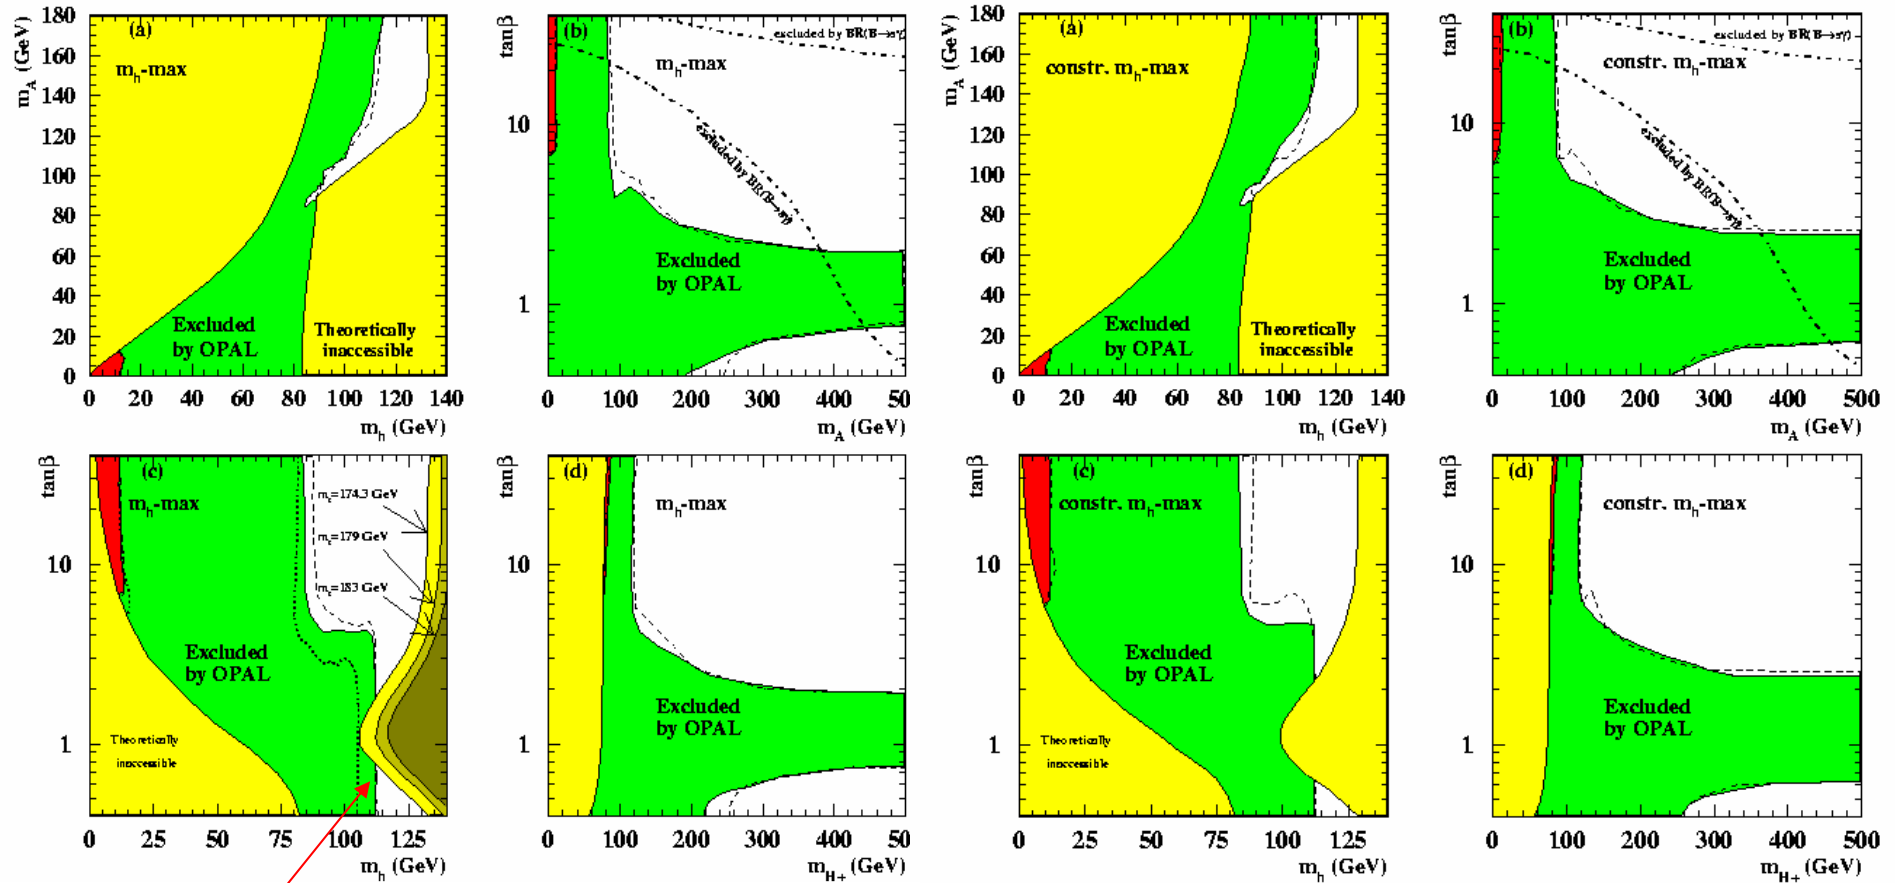 180
160
140
120
100
80
60
40
20
0
m_A (GeV)
(a)
m_h-max
Excluded
by OPAL
Theoretically
inaccessible
0 20 40 60 80 100 120 140
m_h (GeV)
tanβ
10
1
(b)
m_h-max
excluded by BR(B→sγ)
excluded by BR(B→sγ)
Excluded
by OPAL
0 100 200 300 400 50
m_A (GeV)
180
160
140
120
100
80
60
40
20
0
m_A (GeV)
(a)
constr. m_h-max
Excluded
by OPAL
Theoretically
inaccessible
0 20 40 60 80 100 120 140
m_h (GeV)
tanβ
10
1
(b)
excluded by BR(B→sγ)
constr. m_h-max
excluded by BR(B→sγ)
Excluded
by OPAL
0 100 200 300 400 500
m_A (GeV)
tanβ
10
1
(c)
m_h-max
m_t=174.3 GeV
m_t=179 GeV
m_t=183 GeV
Excluded
by OPAL
Theoretically
inaccessible
0 25 50 75 100 125
m_h (GeV)
tanβ
10
1
(d)
m_h-max
Excluded
by OPAL
0 100 200 300 400 50
m_H+ (GeV)
tanβ
10
1
(c)
constr. m_h-max
Excluded
by OPAL
Theoretically
inaccessible
0 25 50 75 100 125
m_h (GeV)
tanβ
10
1
(d)
constr. m_h-max
Excluded
by OPAL
0 100 200 300 400 500
m_H+ (GeV)